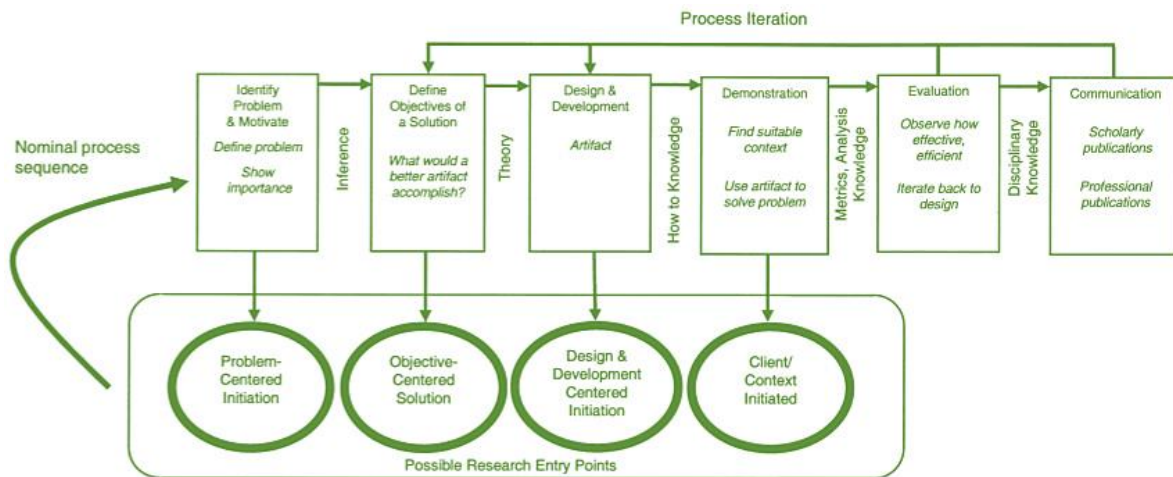 Process Iteration
Nominal process
sequence
Identify
Problem
& Motivate
Define problem
Show
importance
Inference
Define
Objectives of
a Solution
What would a
better artifact
accomplish?
Theory
Design &
Development
Artifact
How to Knowledge
Demonstration
Find suitable
context
Use artifact to
solve problem
Metrics, Analysis
Knowledge
Evaluation
Observe how
effective,
efficient
Iterate back to
design
Disciplinary
Knowledge
Communication
Scholarly
publications
Professional
publications
Problem-
Centered
Initiation
Objective-
Centered
Solution
Design &
Development
Centered
Initiation
Client/
Context
Initiated
Possible Research Entry Points